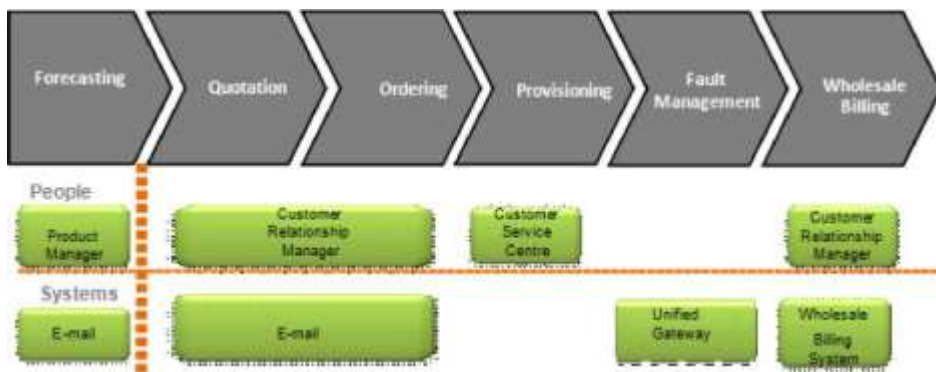 Forecasting
Quotation
Ordering
Provisioning
Fault
Management
Wholesale
Billing
People
Product
Manager
Customer
Relationship
Manager
Customer
Service
Centre
Customer
Relationship
Manager
Systems
E-mail
E-mail
Unified
Gateway
Wholesale
Billing
System